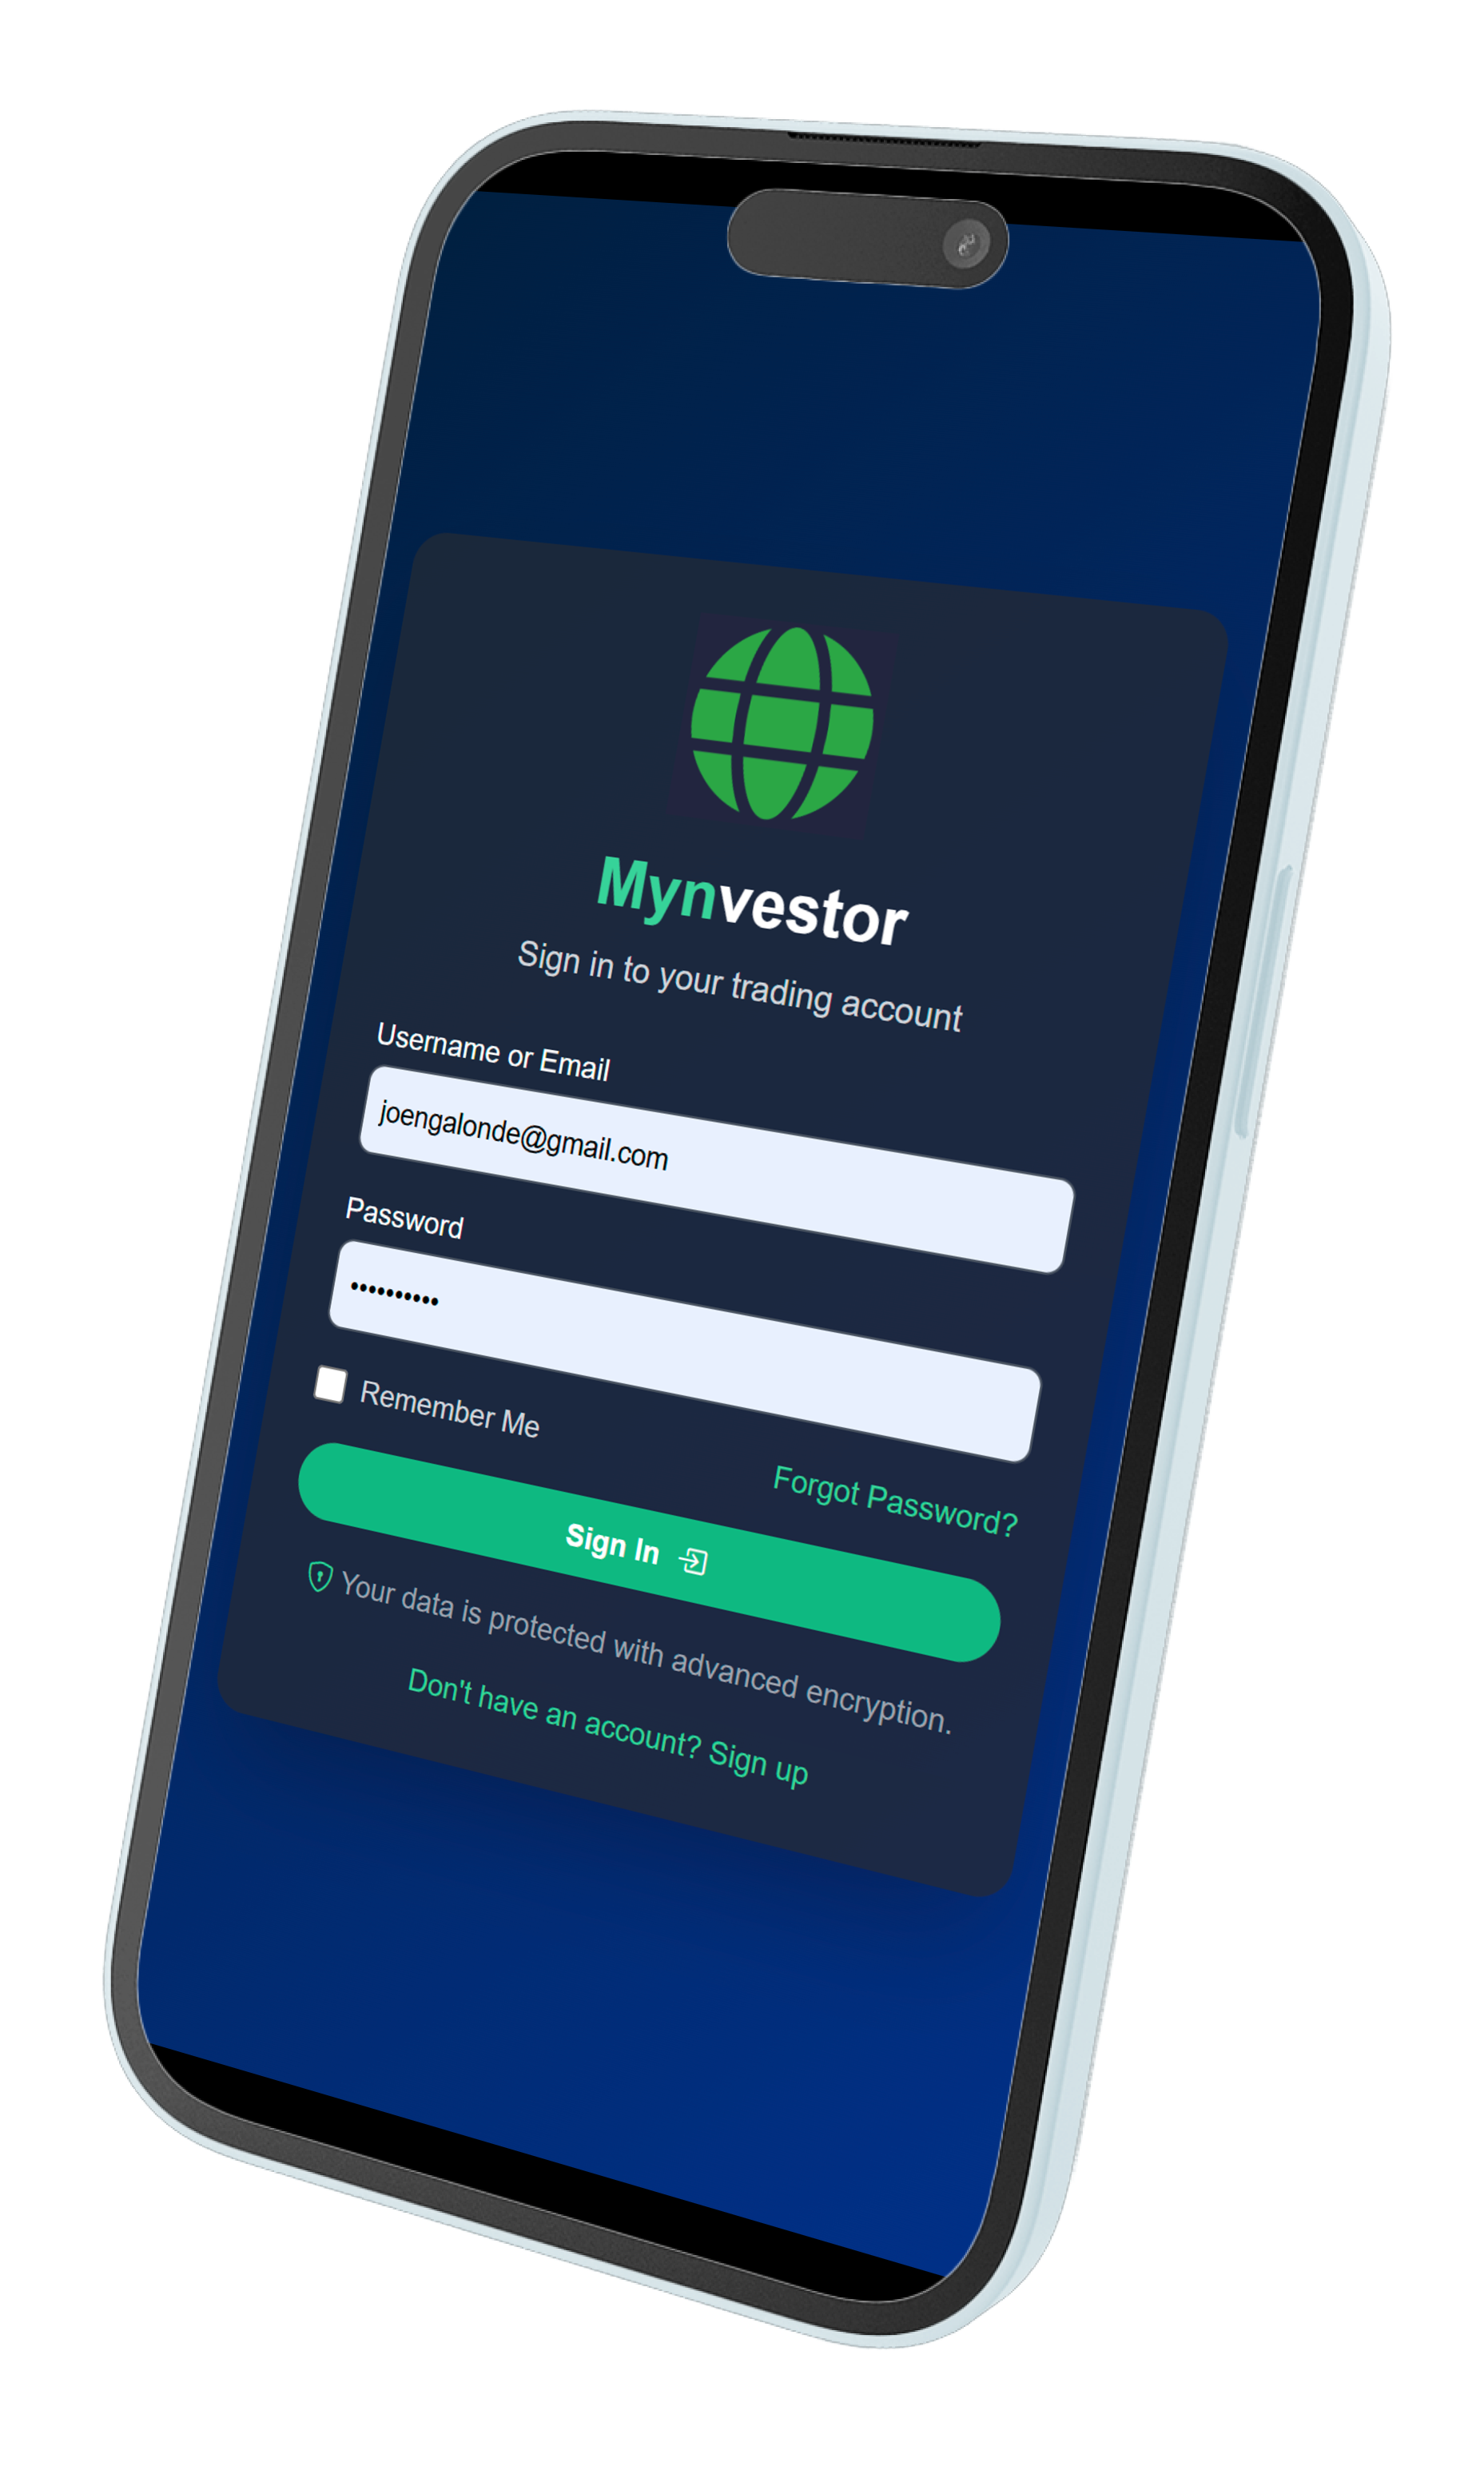 Mynvestor
Sign in to your trading account
Username or Email
joengalonde@gmail.com
Password
••••••••••
Remember Me
Forgot Password?
Sign In
Your data is protected with advanced encryption.
Don't have an account? Sign up